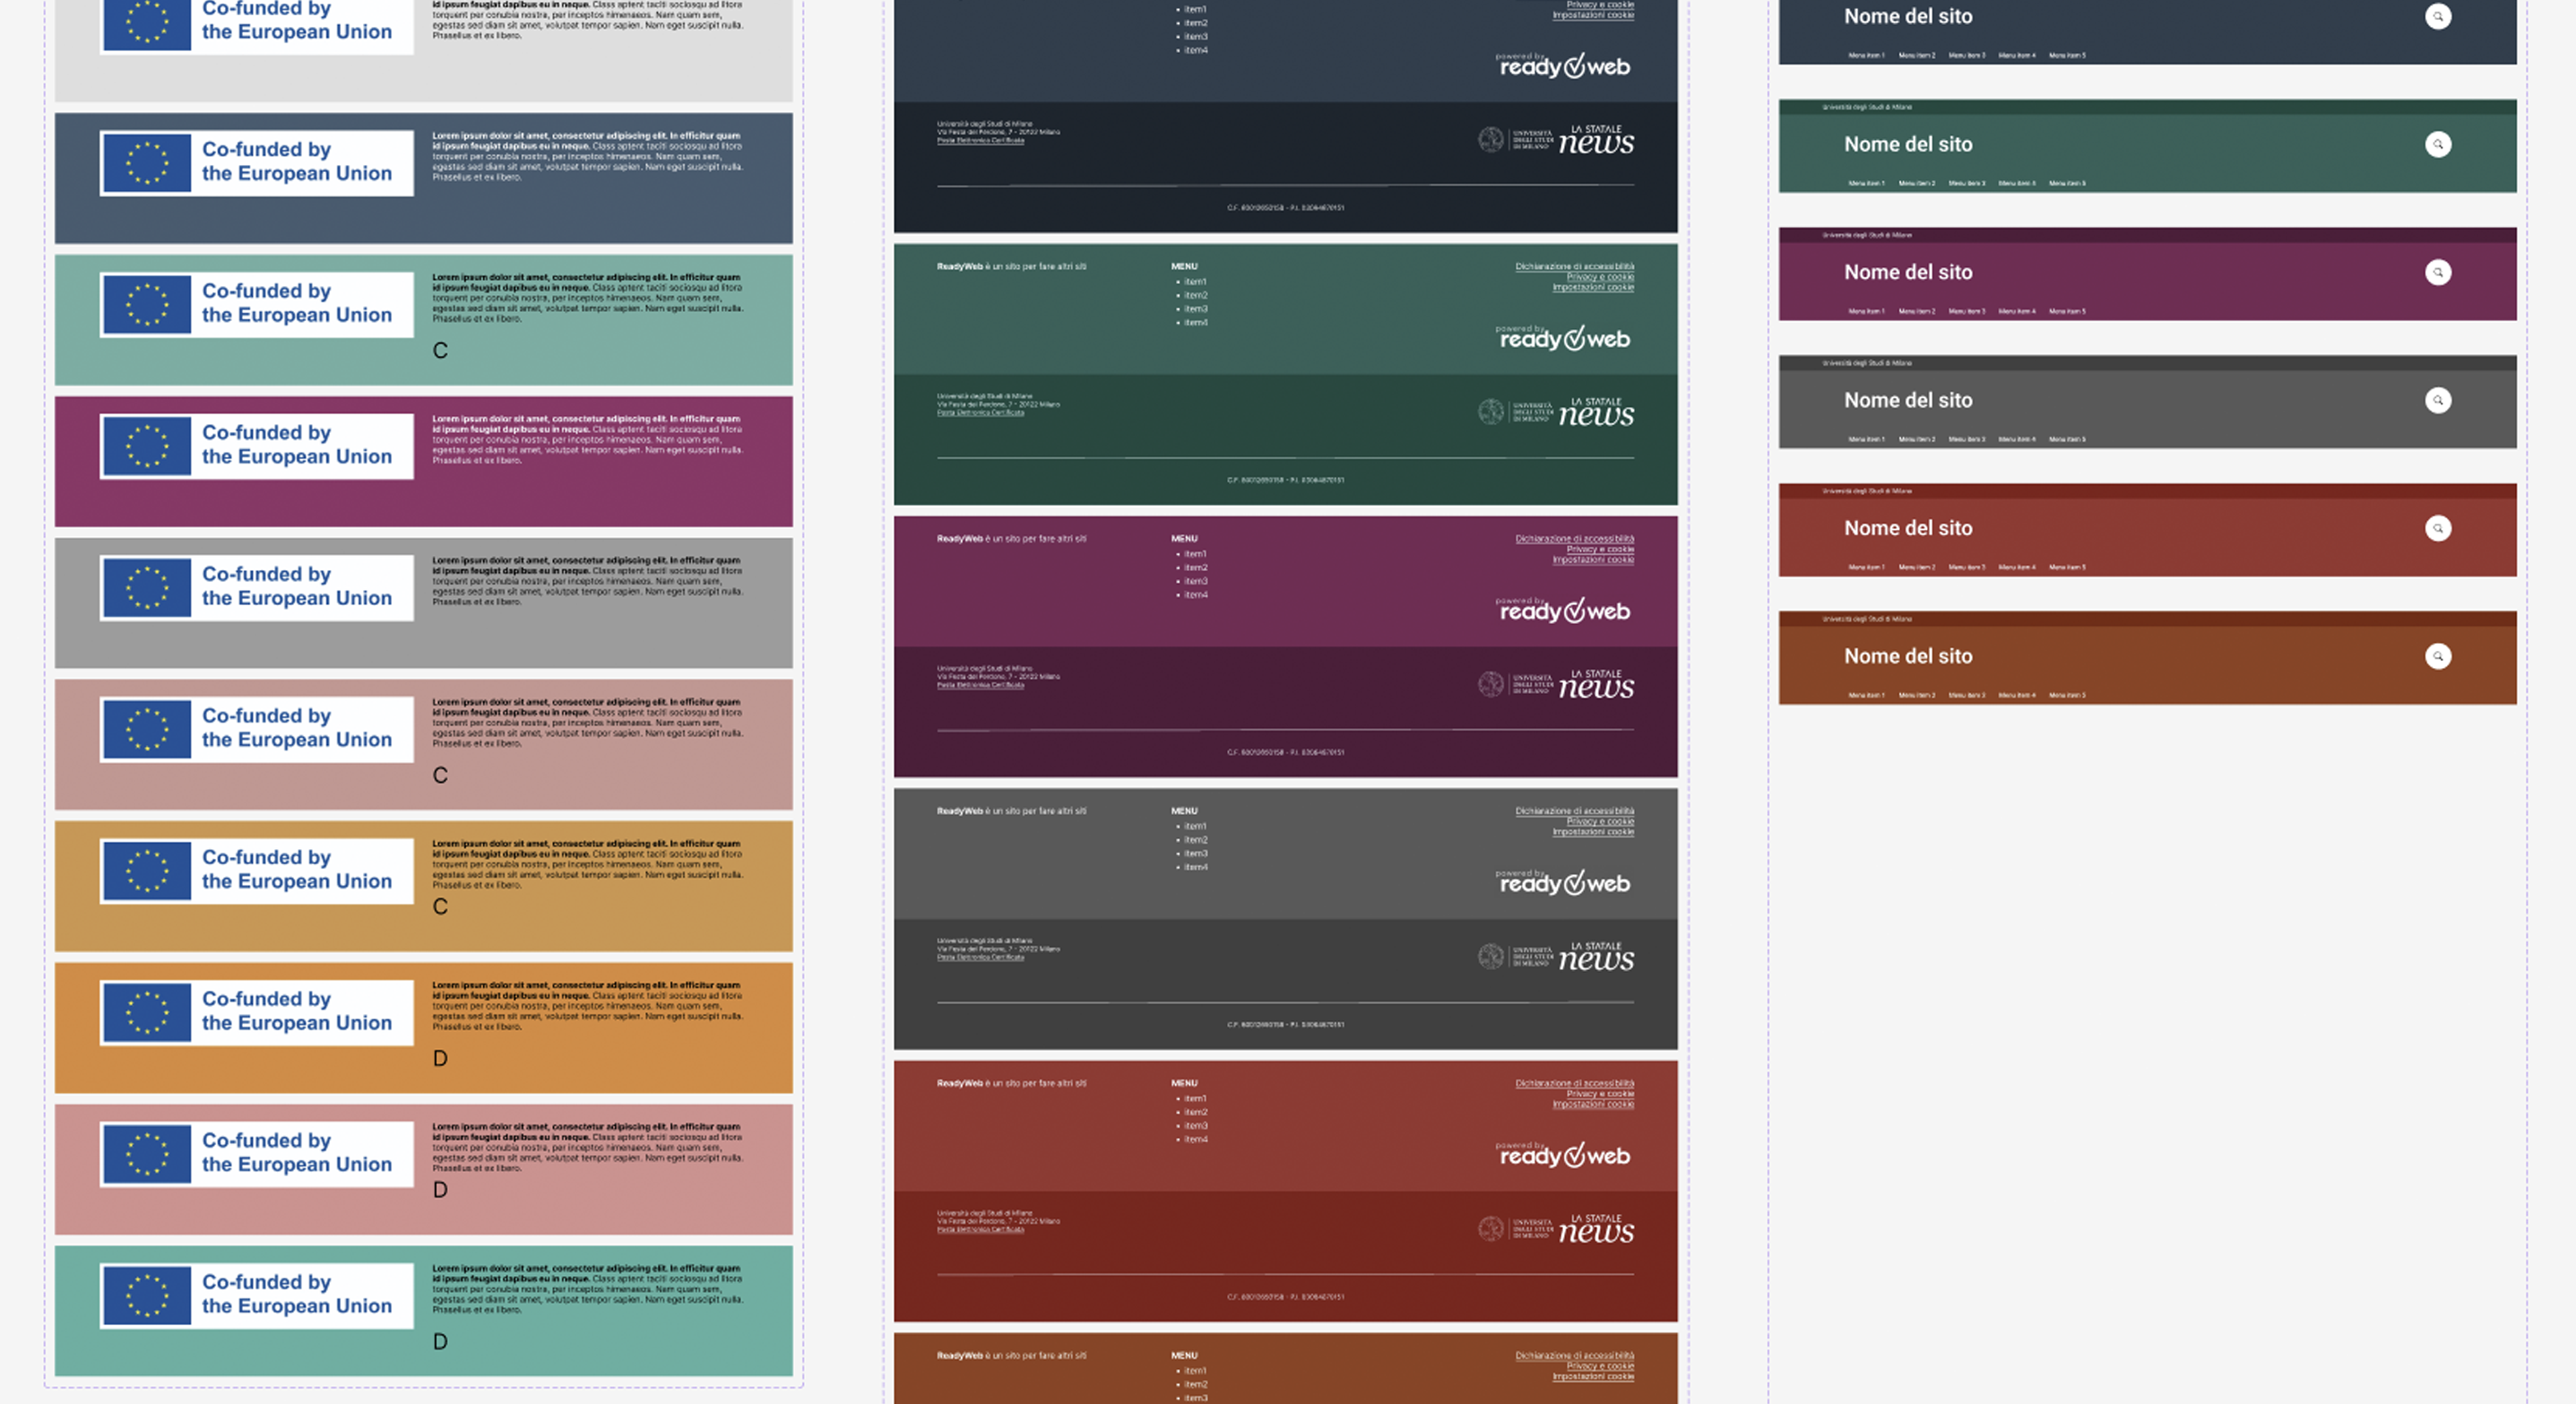 Co-funded by
the European Union
id ipsum feugiat dapibus eu in neque. Class aptent taciti sociosqu ad litora
torquent per conubia nostra, per inceptos himenaeos. Nam quam sem,
egestas sed diam sit amet, volutpat tempor sapien. Nam eget suscipit nulla.
Phasellus et ex libero.
Co-funded by
the European Union
Lorem ipsum dolor sit amet, consectetur adipiscing elit. In efficitur quam
id ipsum feugiat dapibus eu in neque. Class aptent taciti sociosqu ad litora
torquent per conubia nostra, per inceptos himenaeos. Nam quam sem,
egestas sed diam sit amet, volutpat tempor sapien. Nam eget suscipit nulla.
Phasellus et ex libero.
Co-funded by
the European Union
Lorem ipsum dolor sit amet, consectetur adipiscing elit. In efficitur quam
id ipsum feugiat dapibus eu in neque. Class aptent taciti sociosqu ad litora
torquent per conubia nostra, per inceptos himenaeos. Nam quam sem,
egestas sed diam sit amet, volutpat tempor sapien. Nam eget suscipit nulla.
Phasellus et ex libero.
C
Co-funded by
the European Union
Lorem ipsum dolor sit amet, consectetur adipiscing elit. In efficitur quam
id ipsum feugiat dapibus eu in neque. Class aptent taciti sociosqu ad litora
torquent per conubia nostra, per inceptos himenaeos. Nam quam sem,
egestas sed diam sit amet, volutpat tempor sapien. Nam eget suscipit nulla.
Phasellus et ex libero.
Co-funded by
the European Union
Lorem ipsum dolor sit amet, consectetur adipiscing elit. In efficitur quam
id ipsum feugiat dapibus eu in neque. Class aptent taciti sociosqu ad litora
torquent per conubia nostra, per inceptos himenaeos. Nam quam sem,
egestas sed diam sit amet, volutpat tempor sapien. Nam eget suscipit nulla.
Phasellus et ex libero.
Co-funded by
the European Union
Lorem ipsum dolor sit amet, consectetur adipiscing elit. In efficitur quam
id ipsum feugiat dapibus eu in neque. Class aptent taciti sociosqu ad litora
torquent per conubia nostra, per inceptos himenaeos. Nam quam sem,
egestas sed diam sit amet, volutpat tempor sapien. Nam eget suscipit nulla.
Phasellus et ex libero.
C
Co-funded by
the European Union
Lorem ipsum dolor sit amet, consectetur adipiscing elit. In efficitur quam
id ipsum feugiat dapibus eu in neque. Class aptent taciti sociosqu ad litora
torquent per conubia nostra, per inceptos himenaeos. Nam quam sem,
egestas sed diam sit amet, volutpat tempor sapien. Nam eget suscipit nulla.
Phasellus et ex libero.
C
Co-funded by
the European Union
Lorem ipsum dolor sit amet, consectetur adipiscing elit. In efficitur quam
id ipsum feugiat dapibus eu in neque. Class aptent taciti sociosqu ad litora
torquent per conubia nostra, per inceptos himenaeos. Nam quam sem,
egestas sed diam sit amet, volutpat tempor sapien. Nam eget suscipit nulla.
Phasellus et ex libero.
D
Co-funded by
the European Union
Lorem ipsum dolor sit amet, consectetur adipiscing elit. In efficitur quam
id ipsum feugiat dapibus eu in neque. Class aptent taciti sociosqu ad litora
torquent per conubia nostra, per inceptos himenaeos. Nam quam sem,
egestas sed diam sit amet, volutpat tempor sapien. Nam eget suscipit nulla.
Phasellus et ex libero.
D
Co-funded by
the European Union
Lorem ipsum dolor sit amet, consectetur adipiscing elit. In efficitur quam
id ipsum feugiat dapibus eu in neque. Class aptent taciti sociosqu ad litora
torquent per conubia nostra, per inceptos himenaeos. Nam quam sem,
egestas sed diam sit amet, volutpat tempor sapien. Nam eget suscipit nulla.
Phasellus et ex libero.
D
item1
item2
item3
item4
Privacy e cookie
Impostazioni cookie
powered by
ready web
Università degli Studi di Milano
Via Festa del Perdono, 7 - 20122 Milano
Posta Elettronica Certificata
UNIVERSITÀ
DEGLI STUDI
DI MILANO
LA STATALE
news
C.F. 80012650158 - P.I. 03064870151
ReadyWeb è un sito per fare altri siti
MENU
item1
item2
item3
item4
Dichiarazione di accessibilità
Privacy e cookie
Impostazioni cookie
powered by
ready web
Università degli Studi di Milano
Via Festa del Perdono, 7 - 20122 Milano
Posta Elettronica Certificata
UNIVERSITÀ
DEGLI STUDI
DI MILANO
LA STATALE
news
C.F. 80012650158 - P.I. 03064870151
ReadyWeb è un sito per fare altri siti
MENU
item1
item2
item3
item4
Dichiarazione di accessibilità
Privacy e cookie
Impostazioni cookie
powered by
ready web
Università degli Studi di Milano
Via Festa del Perdono, 7 - 20122 Milano
Posta Elettronica Certificata
UNIVERSITÀ
DEGLI STUDI
DI MILANO
LA STATALE
news
C.F. 80012650158 - P.I. 03064870151
ReadyWeb è un sito per fare altri siti
MENU
item1
item2
item3
item4
Dichiarazione di accessibilità
Privacy e cookie
Impostazioni cookie
powered by
ready web
Università degli Studi di Milano
Via Festa del Perdono, 7 - 20122 Milano
Posta Elettronica Certificata
UNIVERSITÀ
DEGLI STUDI
DI MILANO
LA STATALE
news
C.F. 80012650158 - P.I. 03064870151
ReadyWeb è un sito per fare altri siti
MENU
item1
item2
item3
item4
Dichiarazione di accessibilità
Privacy e cookie
Impostazioni cookie
powered by
ready web
Università degli Studi di Milano
Via Festa del Perdono, 7 - 20122 Milano
Posta Elettronica Certificata
UNIVERSITÀ
DEGLI STUDI
DI MILANO
LA STATALE
news
C.F. 80012650158 - P.I. 03064870151
ReadyWeb è un sito per fare altri siti
MENU
item1
item2
item3
Dichiarazione di accessibilità
Privacy e cookie
Impostazioni cookie
Nome del sito
Menu item 1 Menu item 2 Menu item 3 Menu item 4 Menu item 5
Università degli Studi di Milano
Nome del sito
Menu item 1 Menu item 2 Menu item 3 Menu item 4 Menu item 5
Università degli Studi di Milano
Nome del sito
Menu item 1 Menu item 2 Menu item 3 Menu item 4 Menu item 5
Università degli Studi di Milano
Nome del sito
Menu item 1 Menu item 2 Menu item 3 Menu item 4 Menu item 5
Università degli Studi di Milano
Nome del sito
Menu item 1 Menu item 2 Menu item 3 Menu item 4 Menu item 5
Università degli Studi di Milano
Nome del sito
Menu item 1 Menu item 2 Menu item 3 Menu item 4 Menu item 5